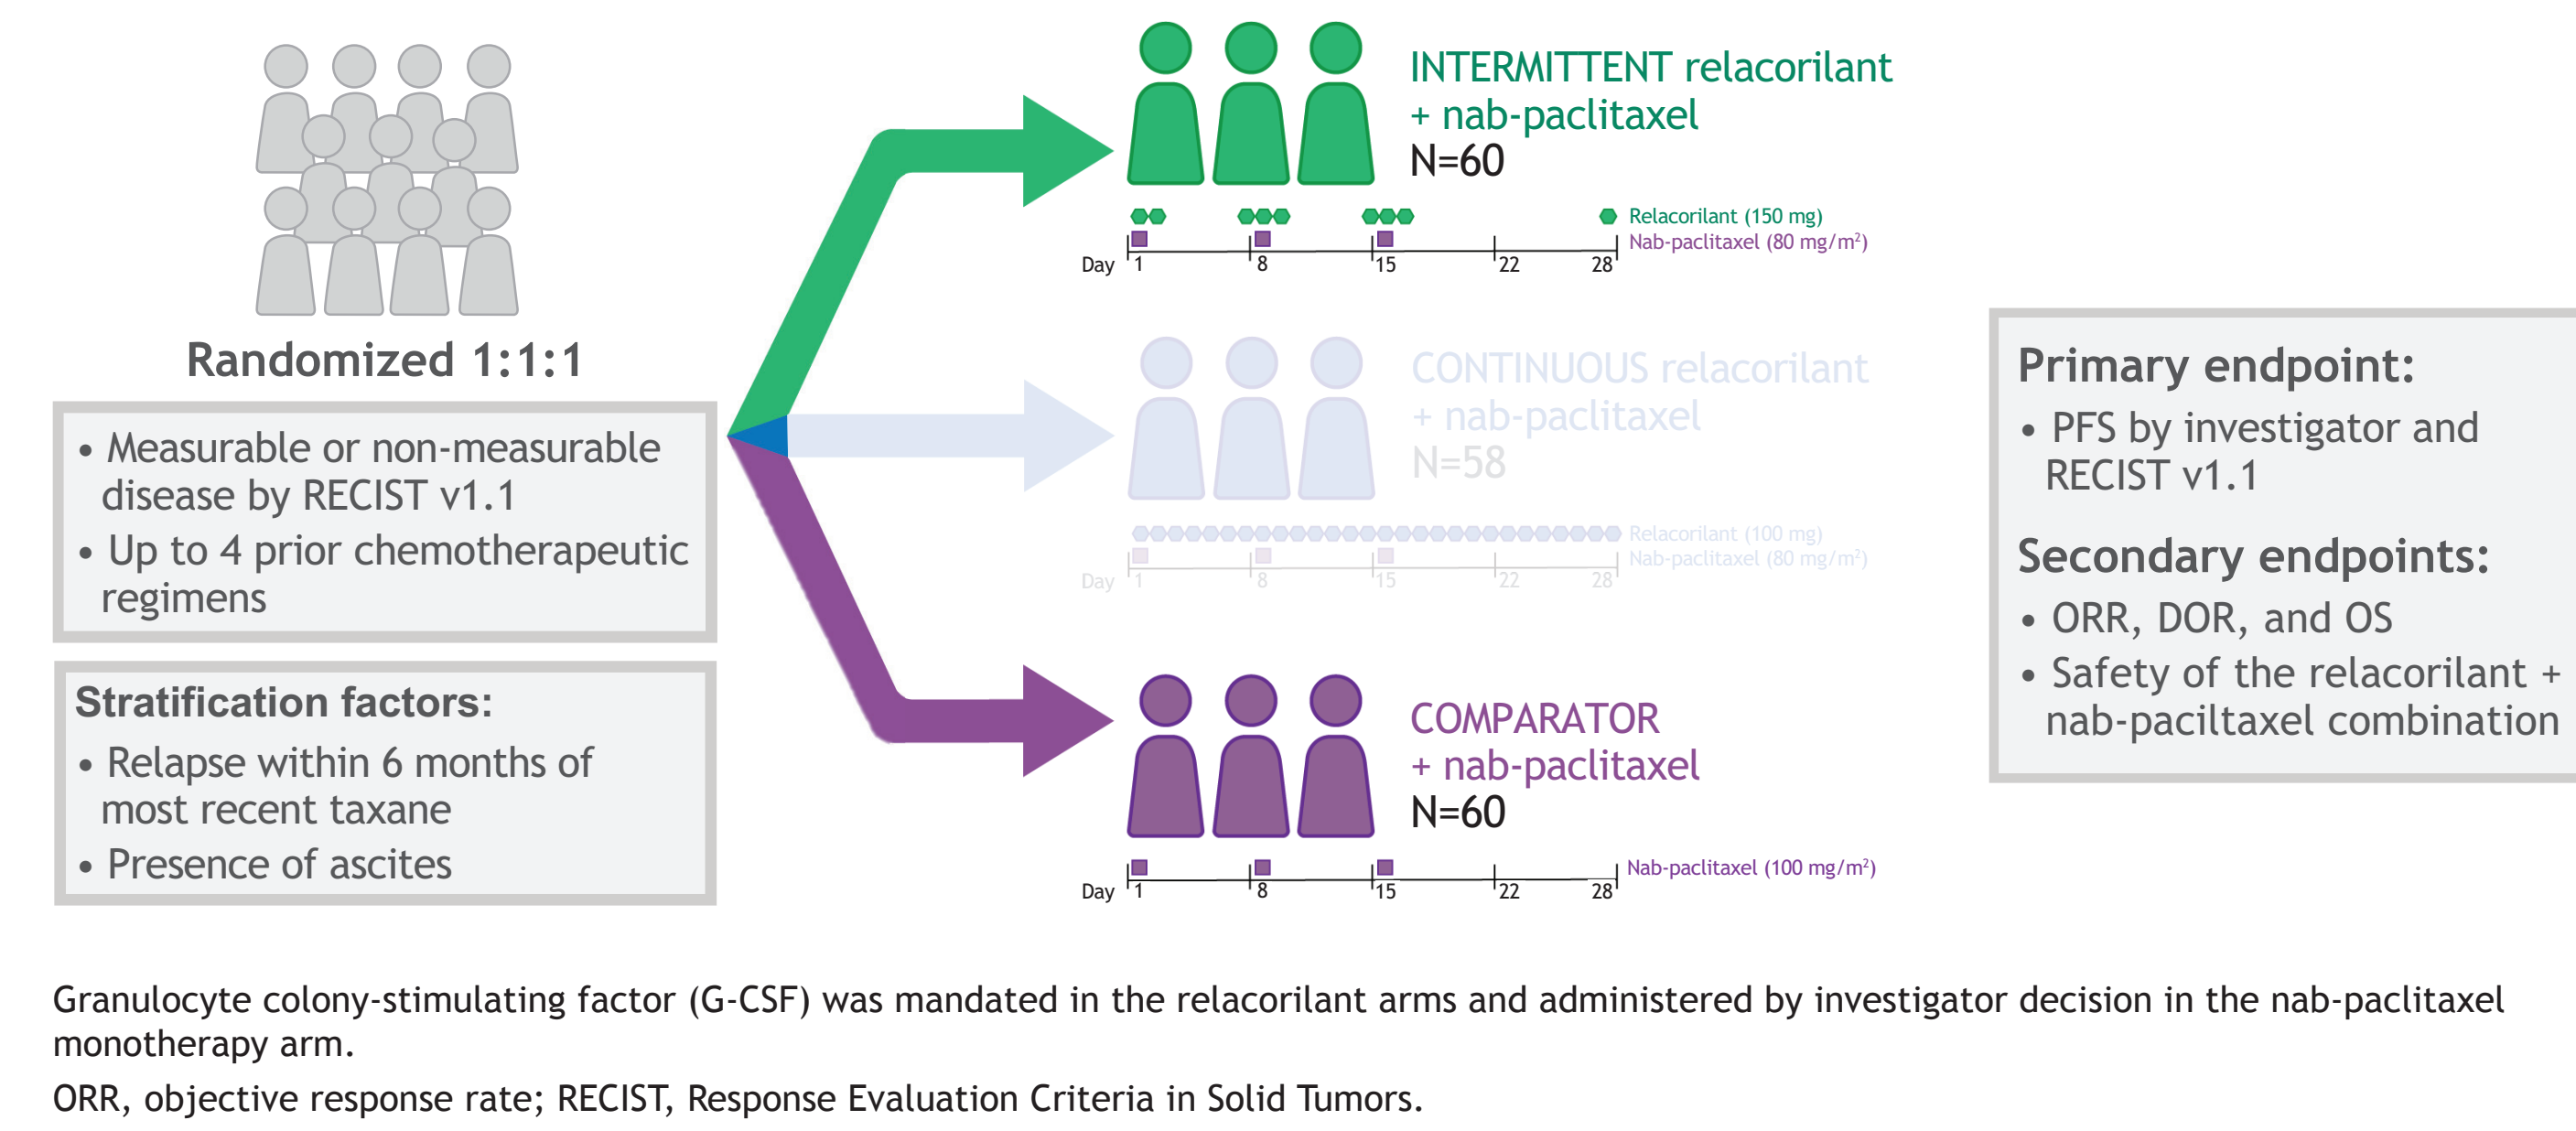 Randomized 1:1:1
• Measurable or non-measurable
disease by RECIST v1.1
• Up to 4 prior chemotherapeutic
regimens
Stratification factors:
• Relapse within 6 months of
most recent taxane
• Presence of ascites
INTERMITTENT relacorilant
+ nab-paclitaxel
N=60
Relacorilant (150 mg)
Nab-paclitaxel (80 mg/m²)
Day 1 8 15 22 28
CONTINUOUS relacorilant
+ nab-paclitaxel
N=58
Relacorilant (100 mg)
Nab-paclitaxel (80 mg/m²)
Day 1 8 15 22 28
COMPARATOR
+ nab-paclitaxel
N=60
Nab-paclitaxel (100 mg/m²)
Day 1 8 15 22 28
Primary endpoint:
• PFS by investigator and
RECIST v1.1
Secondary endpoints:
• ORR, DOR, and OS
• Safety of the relacorilant +
nab-paciltaxel combination
Granulocyte colony-stimulating factor (G-CSF) was mandated in the relacorilant arms and administered by investigator decision in the nab-paclitaxel
monotherapy arm.
ORR, objective response rate; RECIST, Response Evaluation Criteria in Solid Tumors.